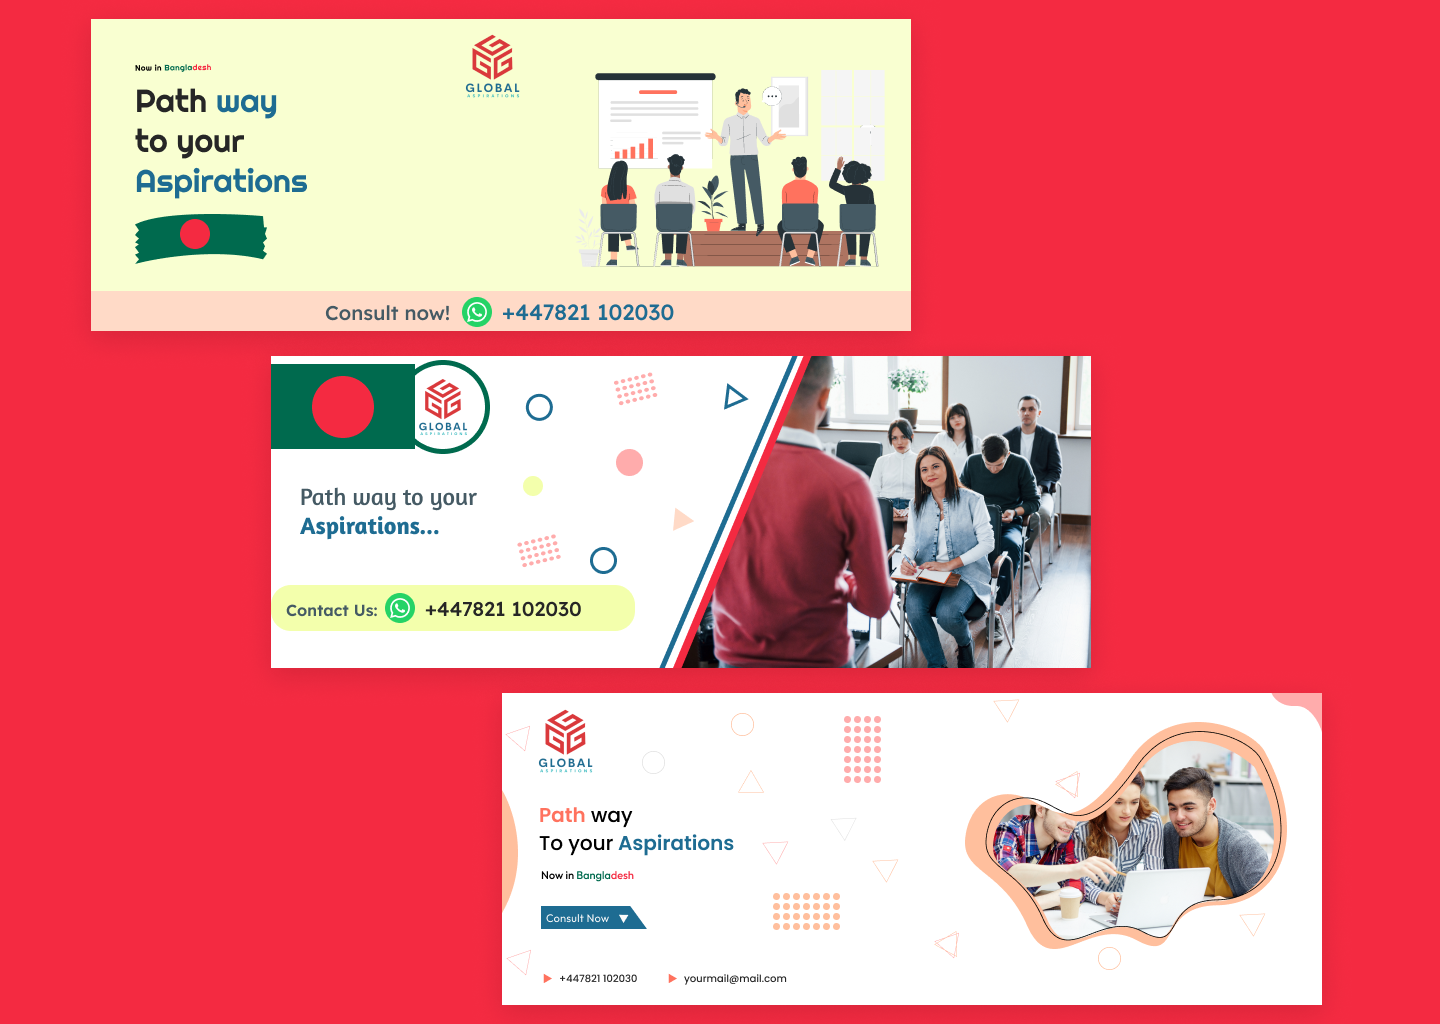 Now in Bangladesh
Path way
to your
Aspirations
GLOBAL
ASPIRATIONS
Consult now! +447821 102030
GLOBAL
ASPIRATIONS
Path way to your
Aspirations...
Contact Us: +447821 102030
GLOBAL
ASPIRATIONS
Path way
To your Aspirations
Now in Bangladesh
Consult Now
+447821 102030 yourmail@mail.com